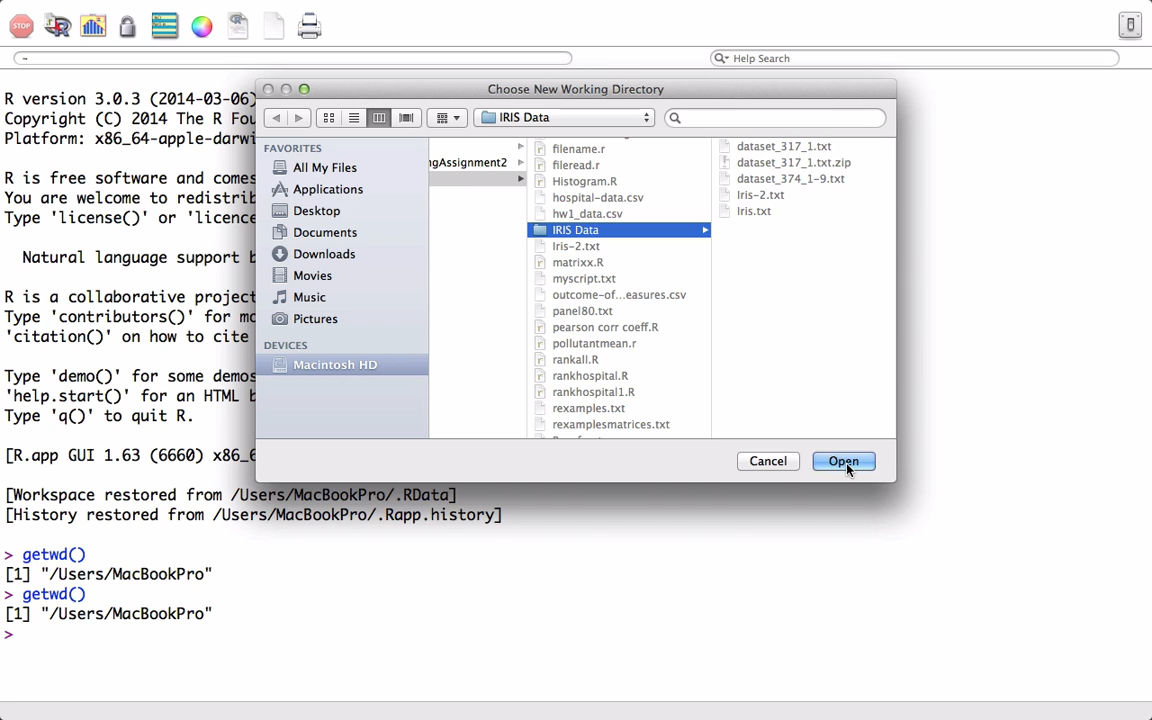 STOP
~
Help Search
R version 3.0.3 (2014-03-06)
Copyright (C) 2014 The R Fou
Platform: x86_64-apple-darwi
R is free software and comes
You are welcome to redistrib
Type 'license()' or 'licence
Natural language support b
R is a collaborative project
Type 'contributors()' for mo
'citation()' on how to cite
Type 'demo()' for some demos
'help.start()' for an HTML b
Type 'q()' to quit R.
[R.app GUI 1.63 (6660) x86_6
[Workspace restored from /Users/MacBookPro/.RData]
[History restored from /Users/MacBookPro/.Rapp.history]
> getwd()
[1] "/Users/MacBookPro"
> getwd()
[1] "/Users/MacBookPro"
>
Choose New Working Directory
IRIS Data
FAVORITES
All My Files
Applications
Desktop
Documents
Downloads
Movies
Music
Pictures
DEVICES
Macintosh HD
ngAssignment2
filename.r
fileread.r
Histogram.R
hospital-data.csv
hw1_data.csv
IRIS Data
Iris-2.txt
matrixx.R
myscript.txt
outcome-of...easures.csv
panel80.txt
pearson corr coeff.R
pollutantmean.r
rankall.R
rankhospital.R
rankhospital1.R
rexamples.txt
rexamplesmatrices.txt
dataset_317_1.txt
dataset_317_1.txt.zip
dataset_374_1-9.txt
Iris-2.txt
Iris.txt
Cancel
Open